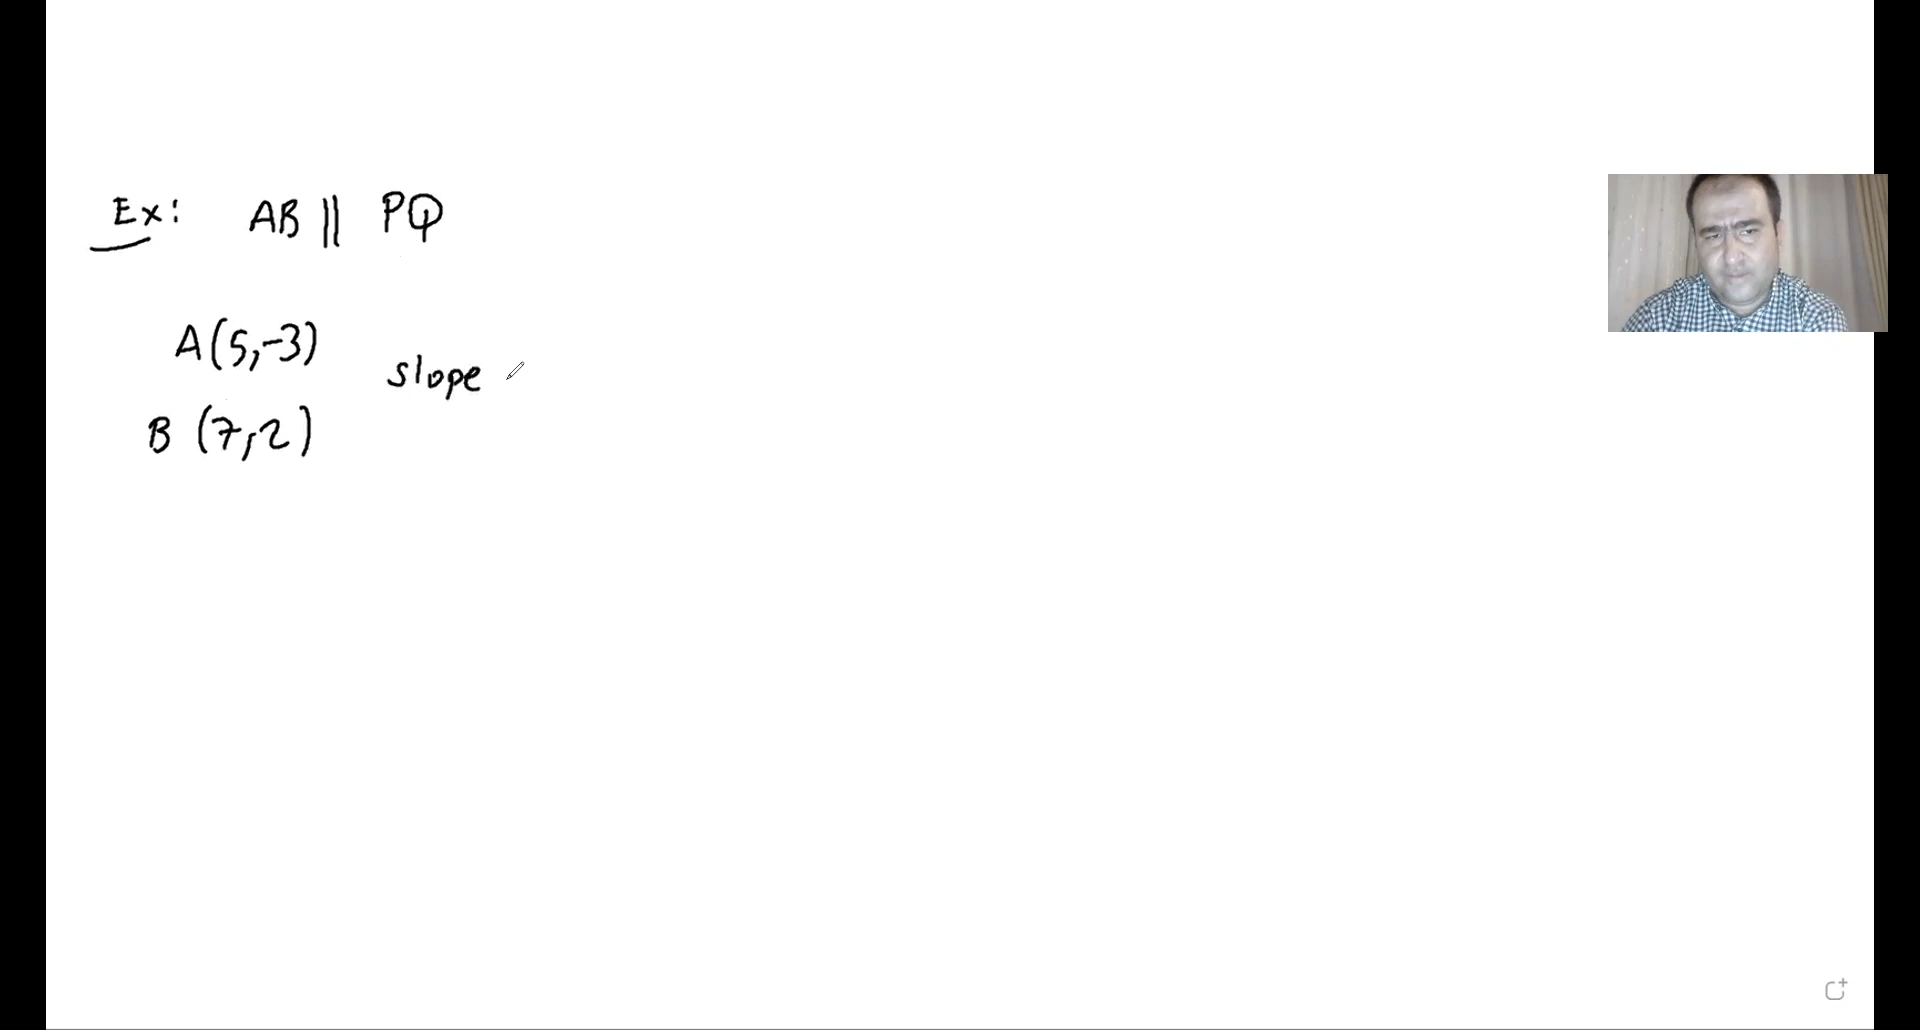 Ex: AB || PQ
A(5,-3)
slope
B (7,2)